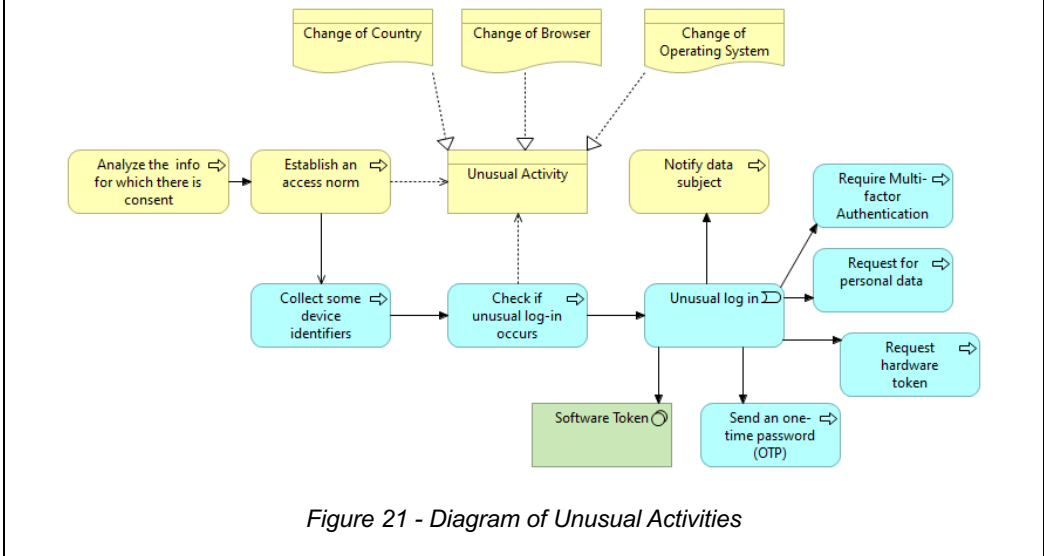 Change of Country
Change of Browser
Change of
Operating System
Analyze the info
for which there is
consent
Establish an
access norm
Unusual Activity
Notify data
subject
Require Multi-
factor
Authentication
Request for
personal data
Collect some
device
identifiers
Check if
unusual log-in
occurs
Unusual log in
Request
hardware
token
Software Token
Send an one-
time password
(OTP)
Figure 21 - Diagram of Unusual Activities